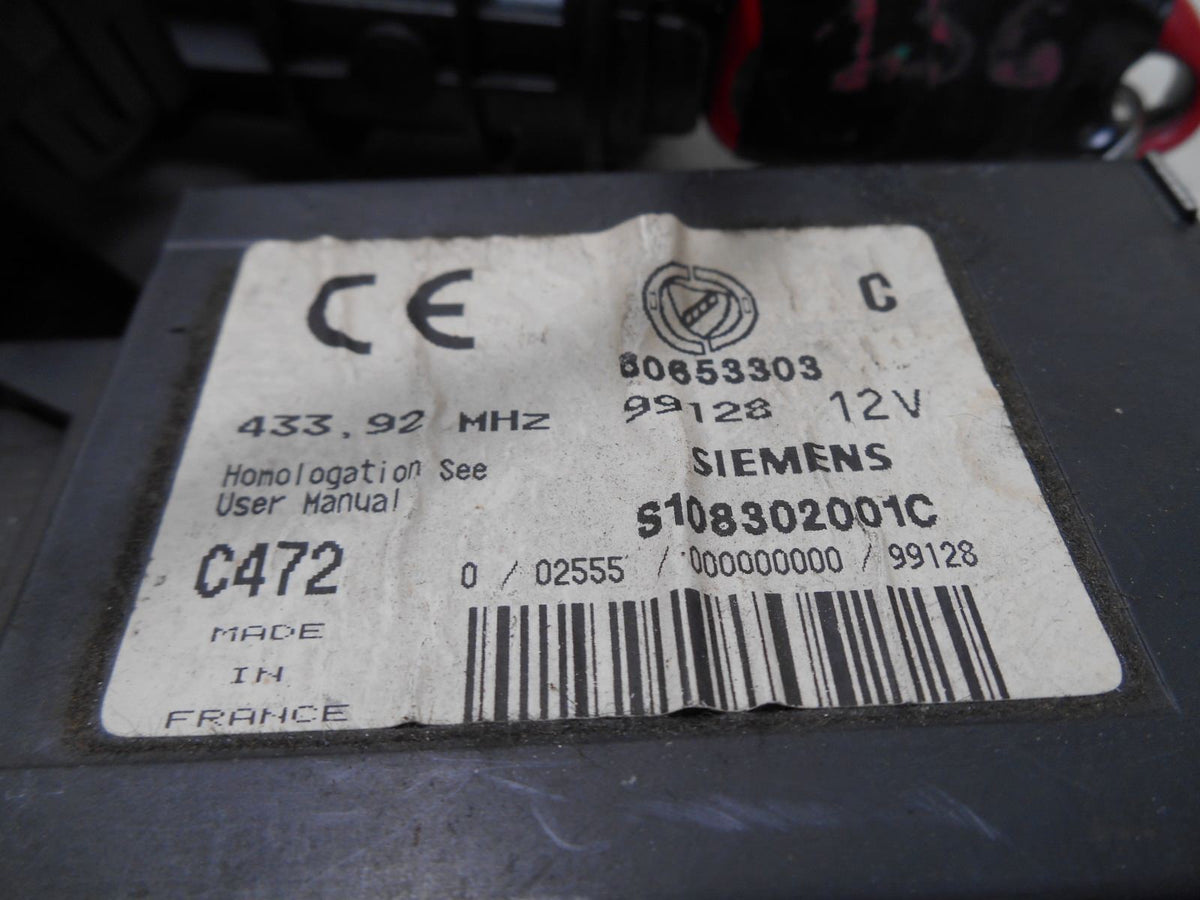 156
CE
C
60653303
433.92 MHz
99128 12V
Homologation See
User Manual
SIEMENS
S108302001C
C472
0 / 02555 / 000000000 / 99128
MADE
IN
FRANCE